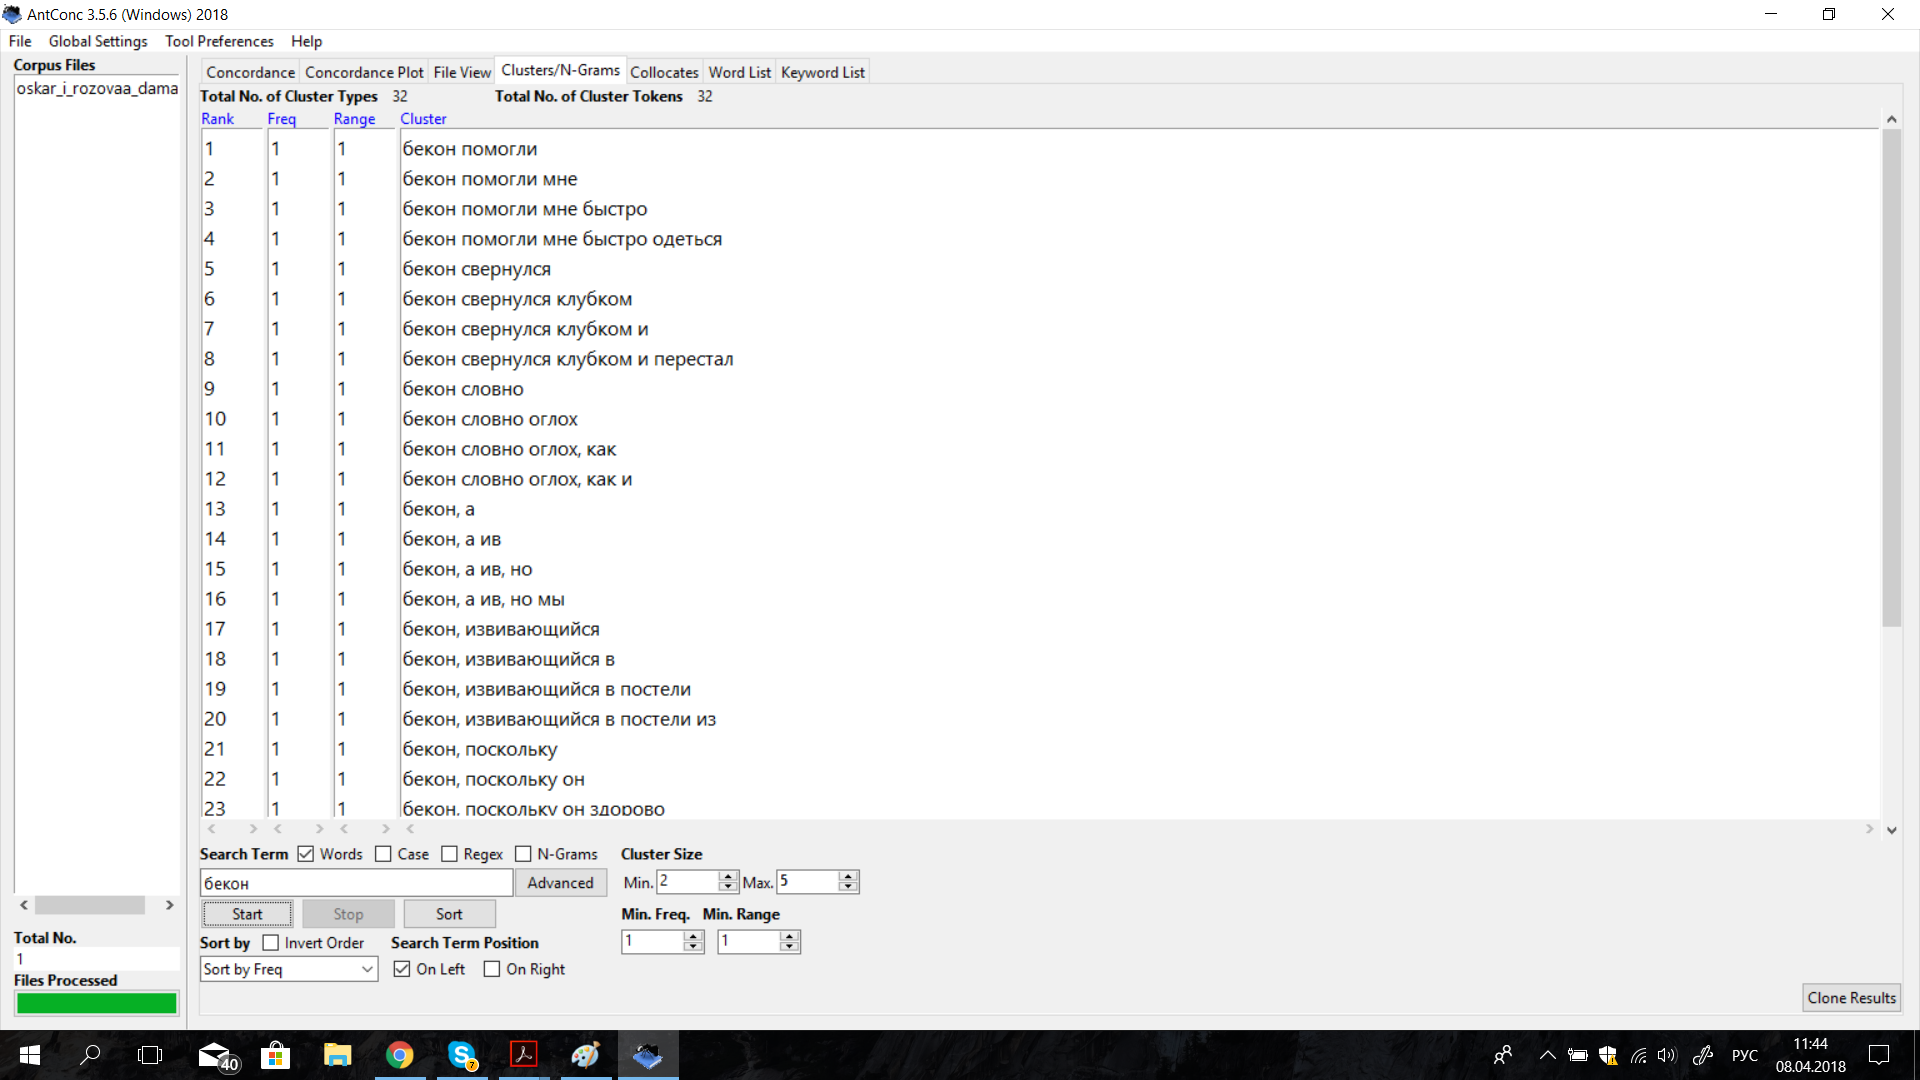 AntConc 3.5.6 (Windows) 2018
File Global Settings Tool Preferences Help
Corpus Files
oskar_i_rozovaa_dama
Concordance Concordance Plot File View Clusters/N-Grams Collocates Word List Keyword List
Total No. of Cluster Types 32 Total No. of Cluster Tokens 32
Rank Freq Range Cluster
1 1 1 бекон помогли
2 1 1 бекон помогли мне
3 1 1 бекон помогли мне быстро
4 1 1 бекон помогли мне быстро одеться
5 1 1 бекон свернулся
6 1 1 бекон свернулся клубком
7 1 1 бекон свернулся клубком и
8 1 1 бекон свернулся клубком и перестал
9 1 1 бекон словно
10 1 1 бекон словно оглох
11 1 1 бекон словно оглох, как
12 1 1 бекон словно оглох, как и
13 1 1 бекон, а
14 1 1 бекон, а ив
15 1 1 бекон, а ив, но
16 1 1 бекон, а ив, но мы
17 1 1 бекон, извивающийся
18 1 1 бекон, извивающийся в
19 1 1 бекон, извивающийся в постели
20 1 1 бекон, извивающийся в постели из
21 1 1 бекон, поскольку
22 1 1 бекон, поскольку он
23 1 1 бекон, поскольку он здорово
Search Term Words Case Regex N-Grams Cluster Size
бекон Advanced Min. 2 Max. 5
Start Stop Sort Min. Freq. Min. Range
Total No.
1
Files Processed
1 1
Sort by Invert Order Search Term Position
Sort by Freq On Left On Right
Clone Results
40 7 РУС 11:44
08.04.2018